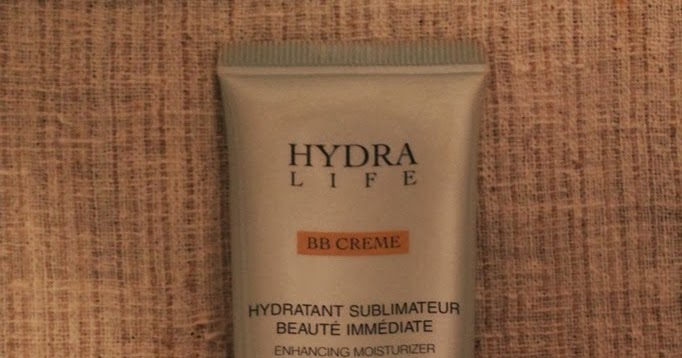 HYDRA
LIFE
BB CREME
HYDRATANT SUBLIMATEUR
BEAUTÉ IMMÉDIATE
ENHANCING MOISTURIZER